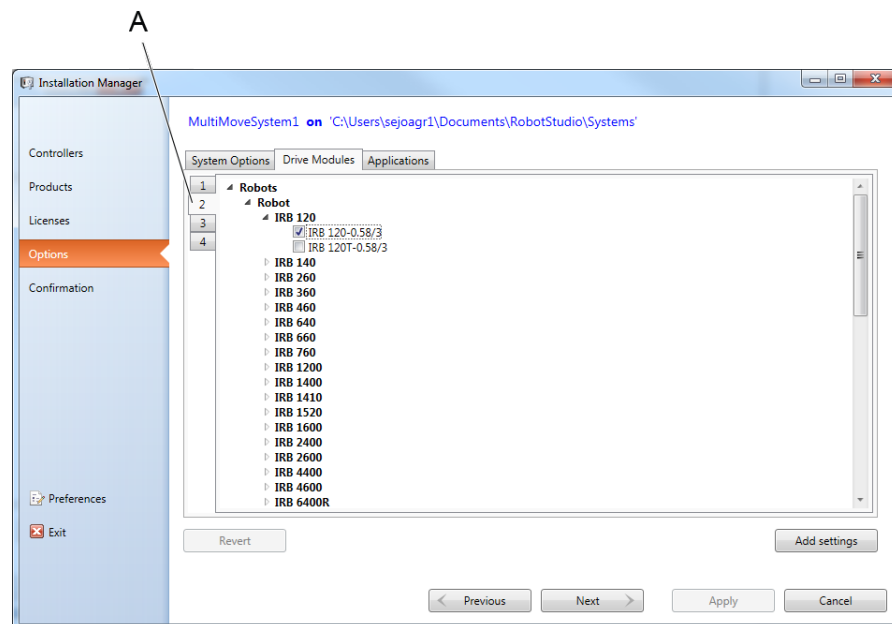 A
Installation Manager
MultiMoveSystem1 on 'C:\Users\sejoagr1\Documents\RobotStudio\Systems'
Controllers
Products
Licenses
Options
Confirmation
Preferences
Exit
System Options Drive Modules Applications
1
2
3
4
Robots
Robot
IRB 120
IRB 120-0.58/3
IRB 120T-0.58/3
IRB 140
IRB 260
IRB 360
IRB 460
IRB 640
IRB 660
IRB 760
IRB 1200
IRB 1400
IRB 1410
IRB 1520
IRB 1600
IRB 2400
IRB 2600
IRB 4400
IRB 4600
IRB 6400R
Revert Add settings
Previous Next Apply Cancel